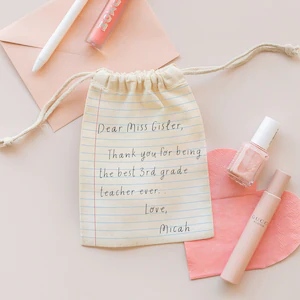 Dear Miss Gisler,
Thank you for being
the best 3rd grade
teacher ever..
Love,
Micah